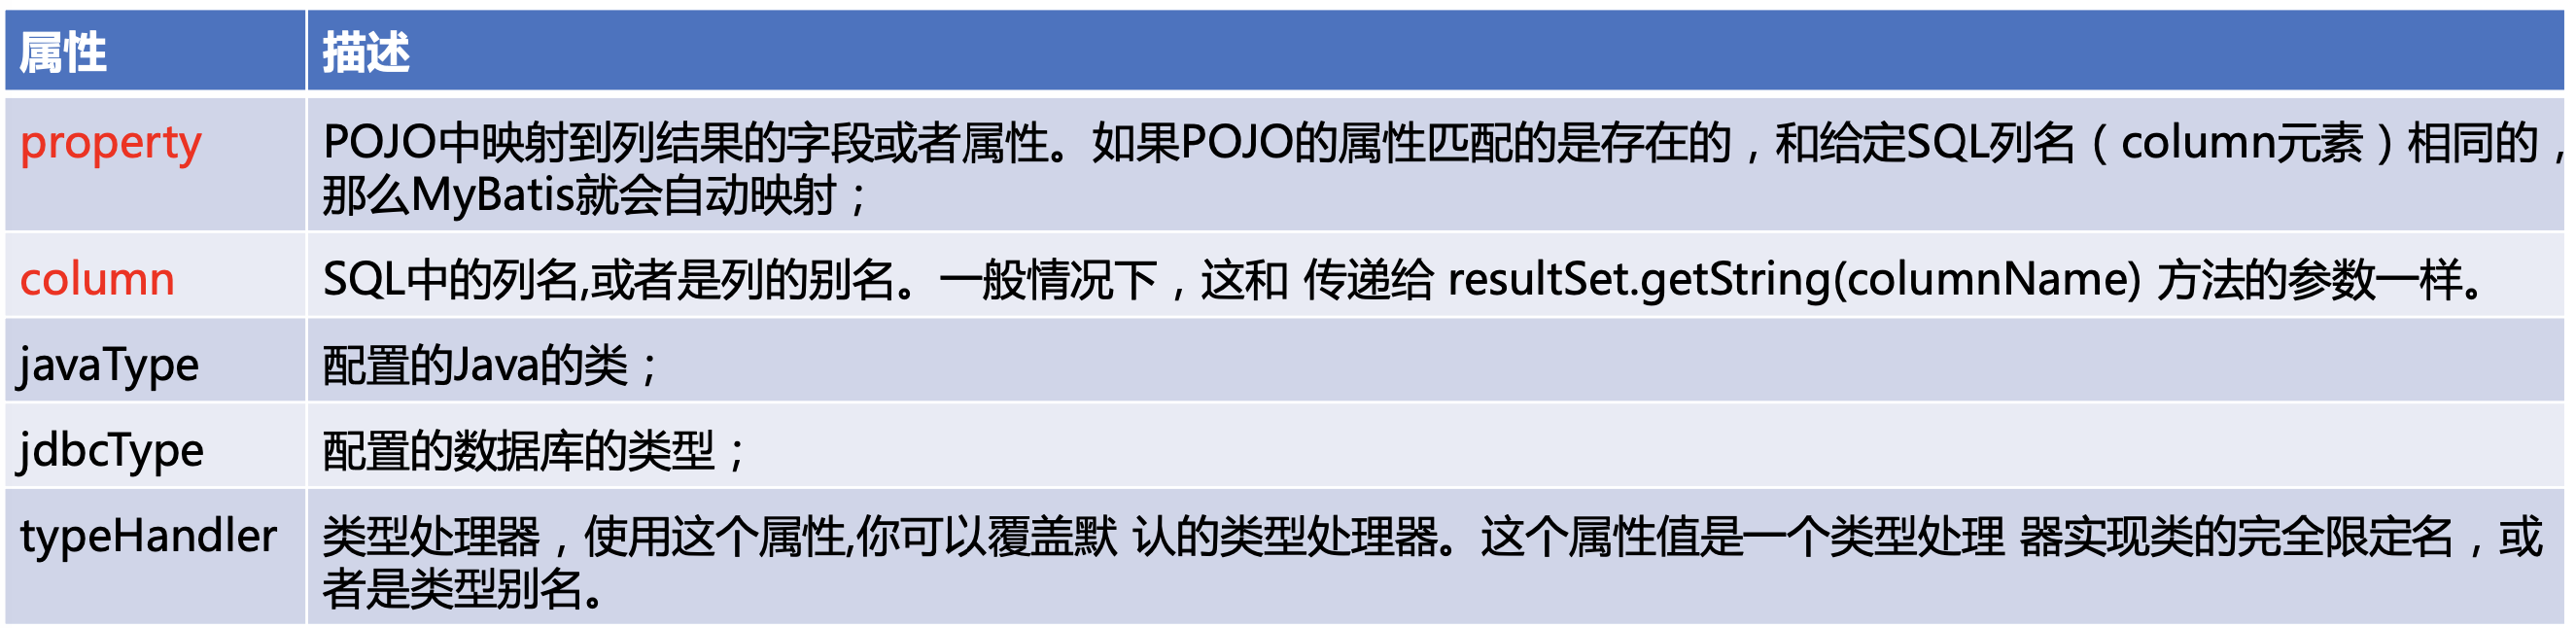 属性 描述
property POJO中映射到列结果的字段或者属性。如果POJO的属性匹配的是存在的，和给定SQL列名（column元素）相同的，
那么MyBatis就会自动映射；
column SQL中的列名,或者是列的别名。一般情况下，这和 传递给 resultSet.getString(columnName) 方法的参数一样。
javaType 配置的Java的类；
jdbcType 配置的数据库的类型；
typeHandler 类型处理器，使用这个属性,你可以覆盖默 认的类型处理器。这个属性值是一个类型处理 器实现类的完全限定名，或
者是类型别名。